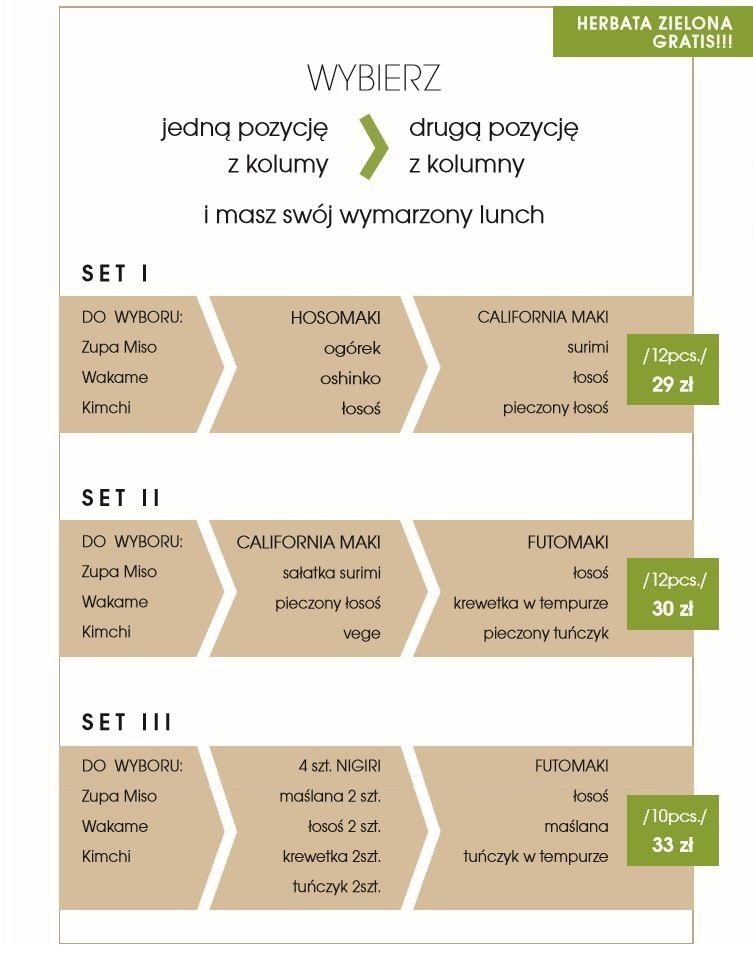 HERBATA ZIELONA
GRATIS!!!
WYBIERZ
jedną pozycję
z kolumy
drugą pozycję
z kolumny
i masz swój wymarzony lunch
SET I
DO WYBORU:
Zupa Miso
Wakame
Kimchi
HOSOMAKI
ogórek
oshinko
łosoś
CALIFORNIA MAKI
surimi
łosoś
pieczony łosoś
/12pcs./
29 zł
SET II
DO WYBORU:
Zupa Miso
Wakame
Kimchi
CALIFORNIA MAKI
sałatka surimi
pieczony łosoś
vege
FUTOMAKI
łosoś
krewetka w tempurze
pieczony tuńczyk
/12pcs./
30 zł
SET III
DO WYBORU:
Zupa Miso
Wakame
Kimchi
4 szt. NIGIRI
maślana 2 szt.
łosoś 2 szt.
krewetka 2szt.
tuńczyk 2szt.
FUTOMAKI
łosoś
maślana
tuńczyk w tempurze
/10pcs./
33 zł